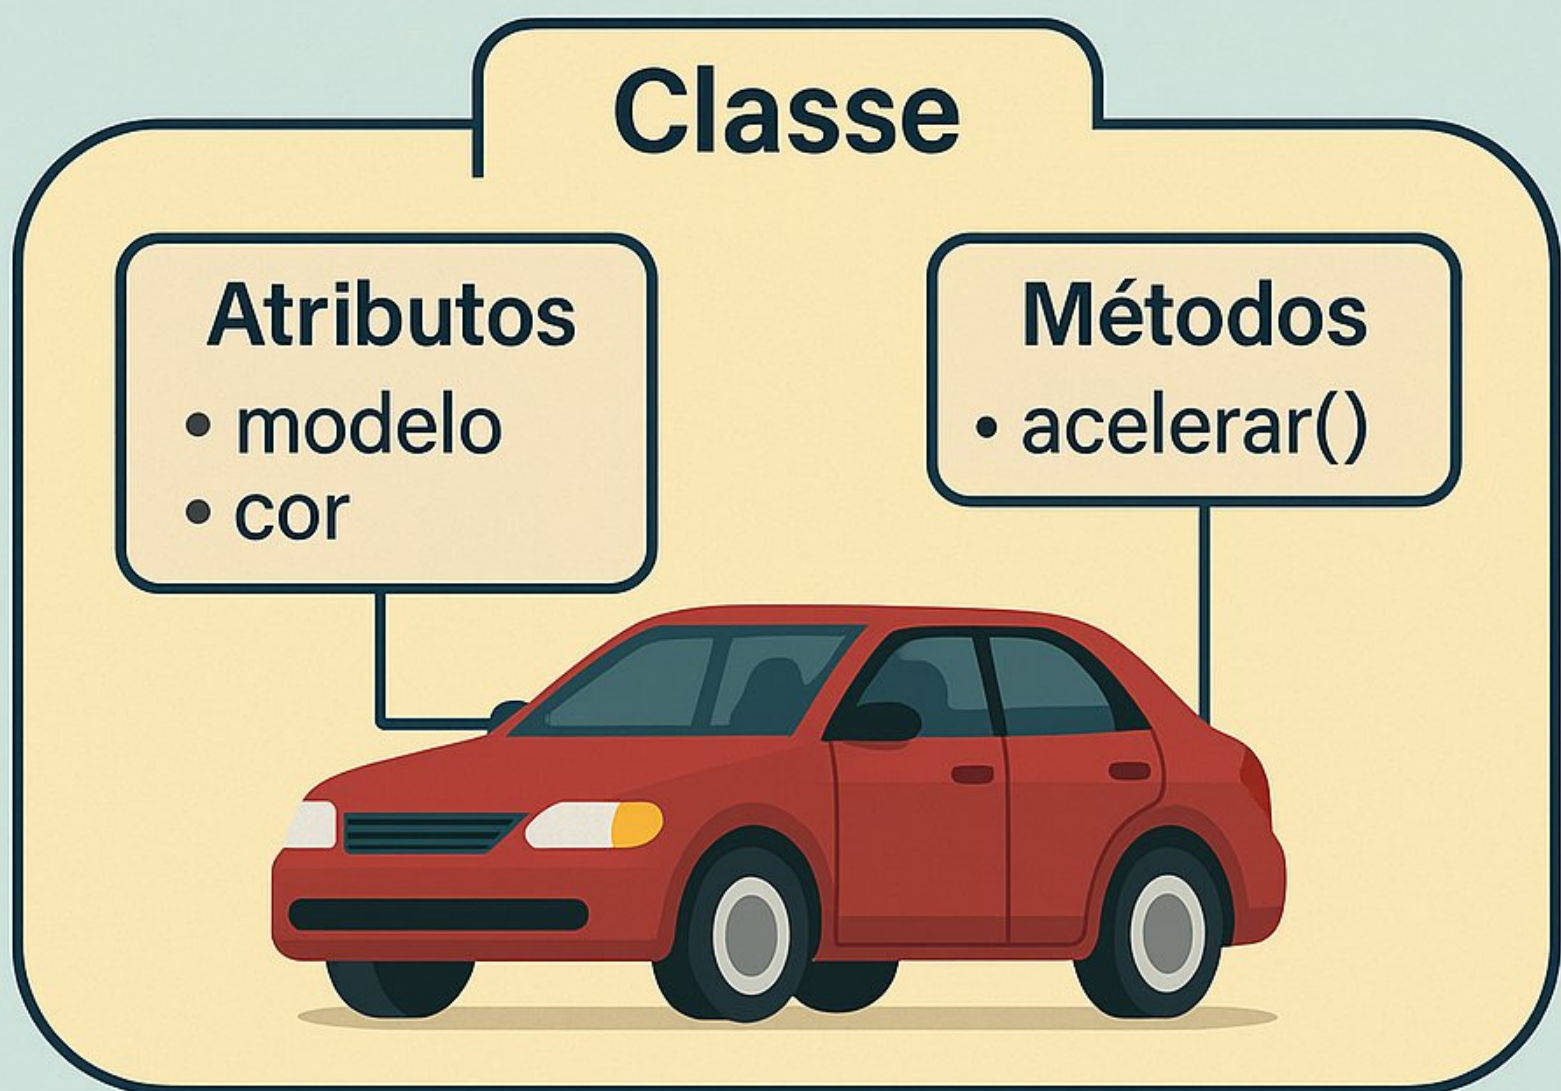 Classe
Atributos
• modelo
• cor
Métodos
• acelerar()